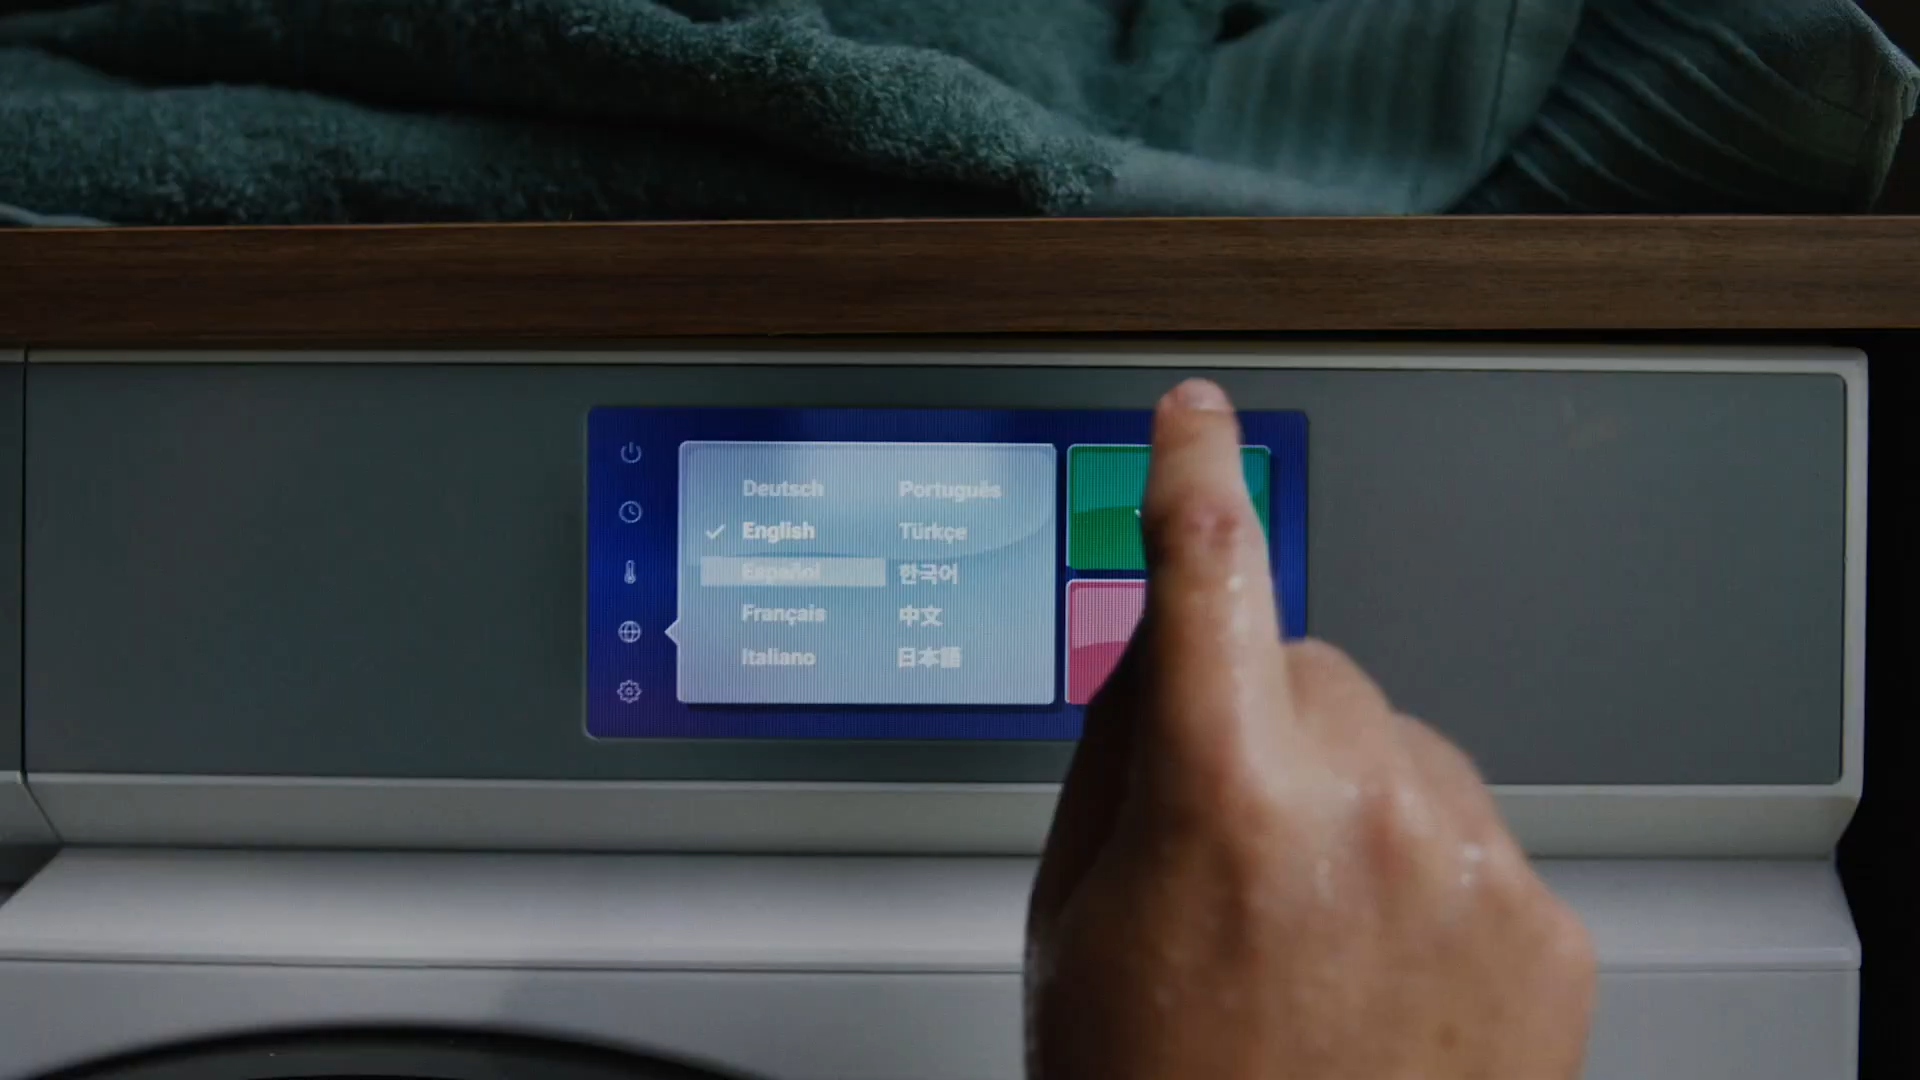 Deutsch
English
Español
Français
Italiano
Português
Türkçe
한국어
中文
日本語